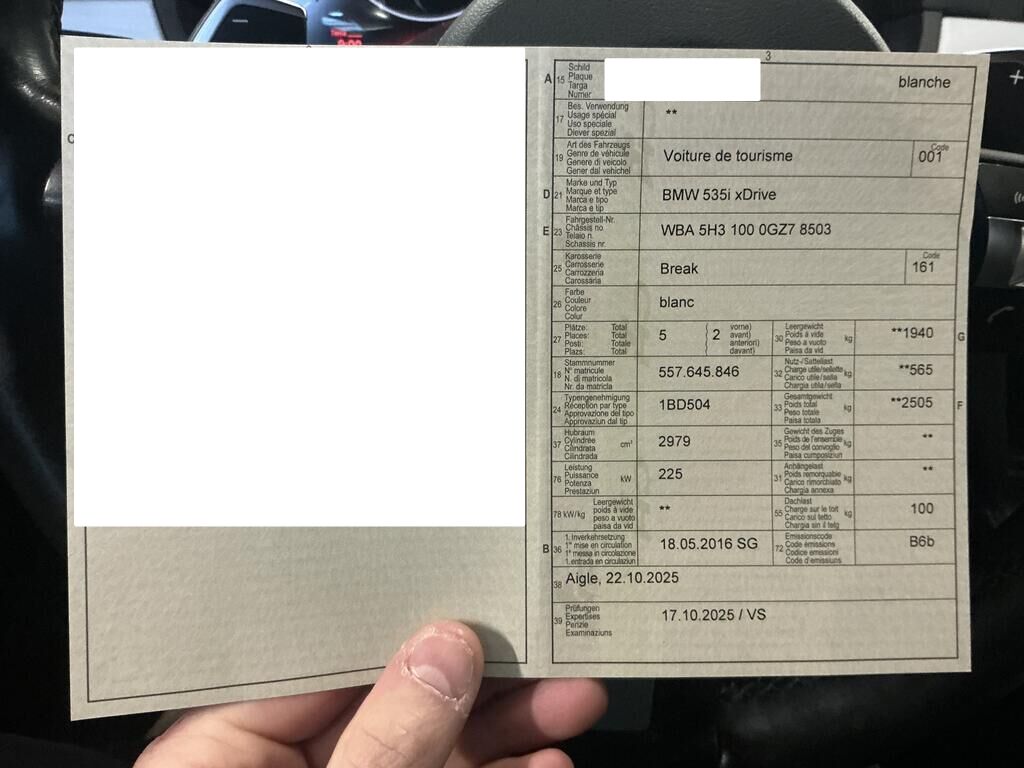 3
A 15 Schild
Plaque
Targa
Numer
blanche
17 Bes. Verwendung
Usage spécial
Uso speciale
Diever spezial
**
19 Art des Fahrzeugs
Genre de véhicule
Genere di veicolo
Gener dal vehichel
Voiture de tourisme
Code
001
D 21 Marke und Typ
Marque et type
Marca e tipo
Marca e tip
BMW 535i xDrive
E 23 Fahrgestell-Nr.
Châssis no
Telaio n.
Schassis nr.
WBA 5H3 100 0GZ7 8503
25 Karosserie
Carrosserie
Carrozzeria
Carossaria
Break
Code
161
26 Farbe
Couleur
Colore
Colur
blanc
27 Plätze: Total
Places: Total
Posti: Totale
Plazs: Total
5
2
vorne)
avant)
anteriori)
davant)
30 Leergewicht
Poids à vide
Peso a vuoto
Paisa da vid
kg
**1940
G
18 Stammnummer
N° matricule
N. di matricola
Nr. da matricla
557.645.846
32 Nutz-/Sattellast
Charge utile/sellette
Carico utile/sella
Chargia utila/sella
kg
**565
24 Typengenehmigung
Réception par type
Approvazione del tipo
Approvaziun dal tip
1BD504
33 Gesamtgewicht
Poids total
Peso totale
Paisa totala
kg
**2505
F
37 Hubraum
Cylindrée
Cilindrata
Cilindrada
cm³
2979
35 Gewicht des Zuges
Poids de l'ensemble
Peso del convoglio
Paisa cumposiziun
kg
**
76 Leistung
Puissance
Potenza
Prestaziun
kW
225
31 Anhängelast
Poids remorquable
Carico rimorchiato
Chargia annexa
kg
**
78 kW/kg Leergewicht
poids à vide
peso a vuoto
paisa da vid
**
55 Dachlast
Charge sur le toit
Carico sul tetto
Chargia sin il tetg
kg
100
B 36 1. Inverkehrsetzung
1re mise en circulation
1a messa in circolazione
1. entrada en circulaziun
18.05.2016 SG
72 Emissionscode
Code émissions
Codice emissioni
Code d'emissiuns
B6b
38 Aigle, 22.10.2025
39 Prüfungen
Expertises
Perizie
Examinaziuns
17.10.2025 / VS